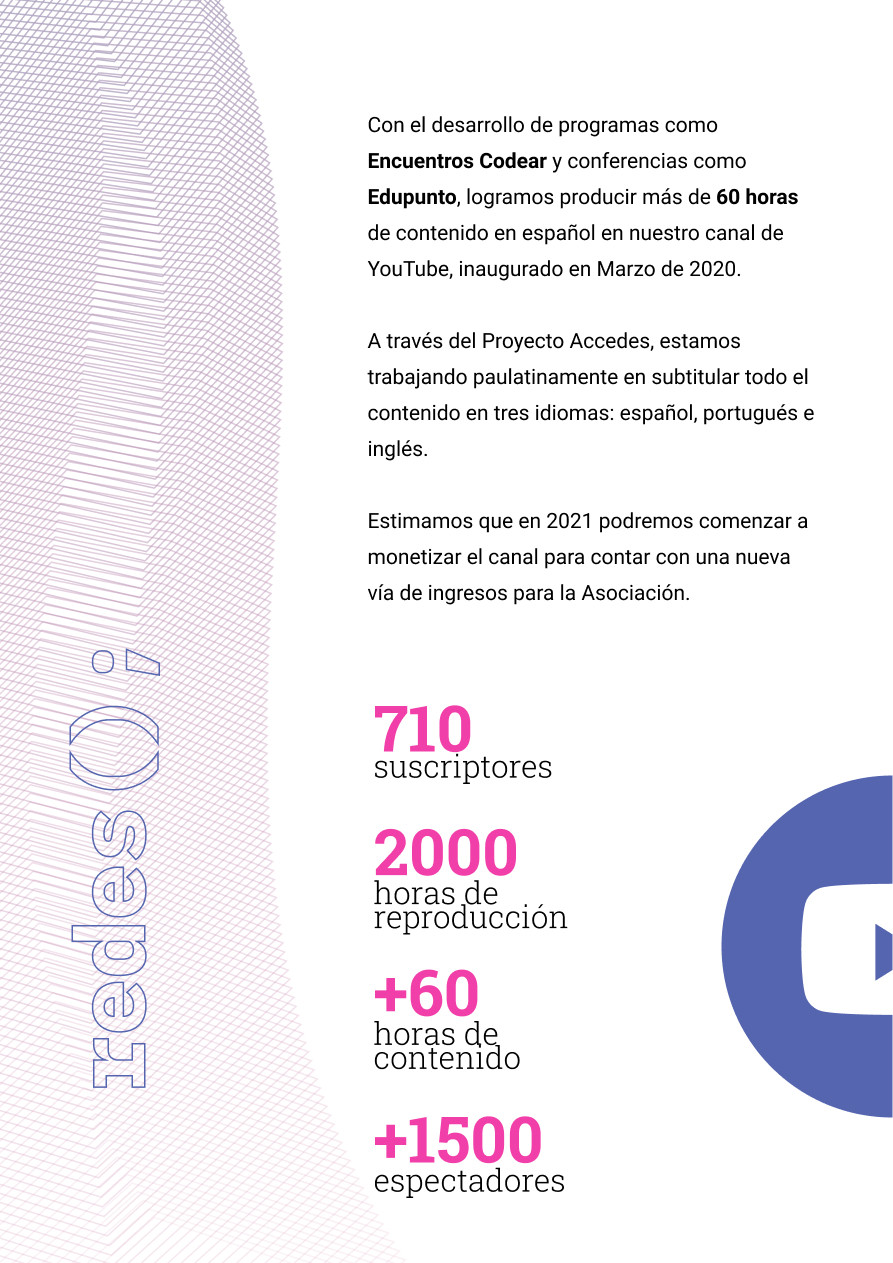 Con el desarrollo de programas como
Encuentros Codear y conferencias como
Edupunto, logramos producir más de 60 horas
de contenido en español en nuestro canal de
YouTube, inaugurado en Marzo de 2020.
A través del Proyecto Accedes, estamos
trabajando paulatinamente en subtitular todo el
contenido en tres idiomas: español, portugués e
inglés.
Estimamos que en 2021 podremos comenzar a
monetizar el canal para contar con una nueva
vía de ingresos para la Asociación.
redes();
710
suscriptores
2000
horas de
reproducción
+60
horas de
contenido
+1500
espectadores